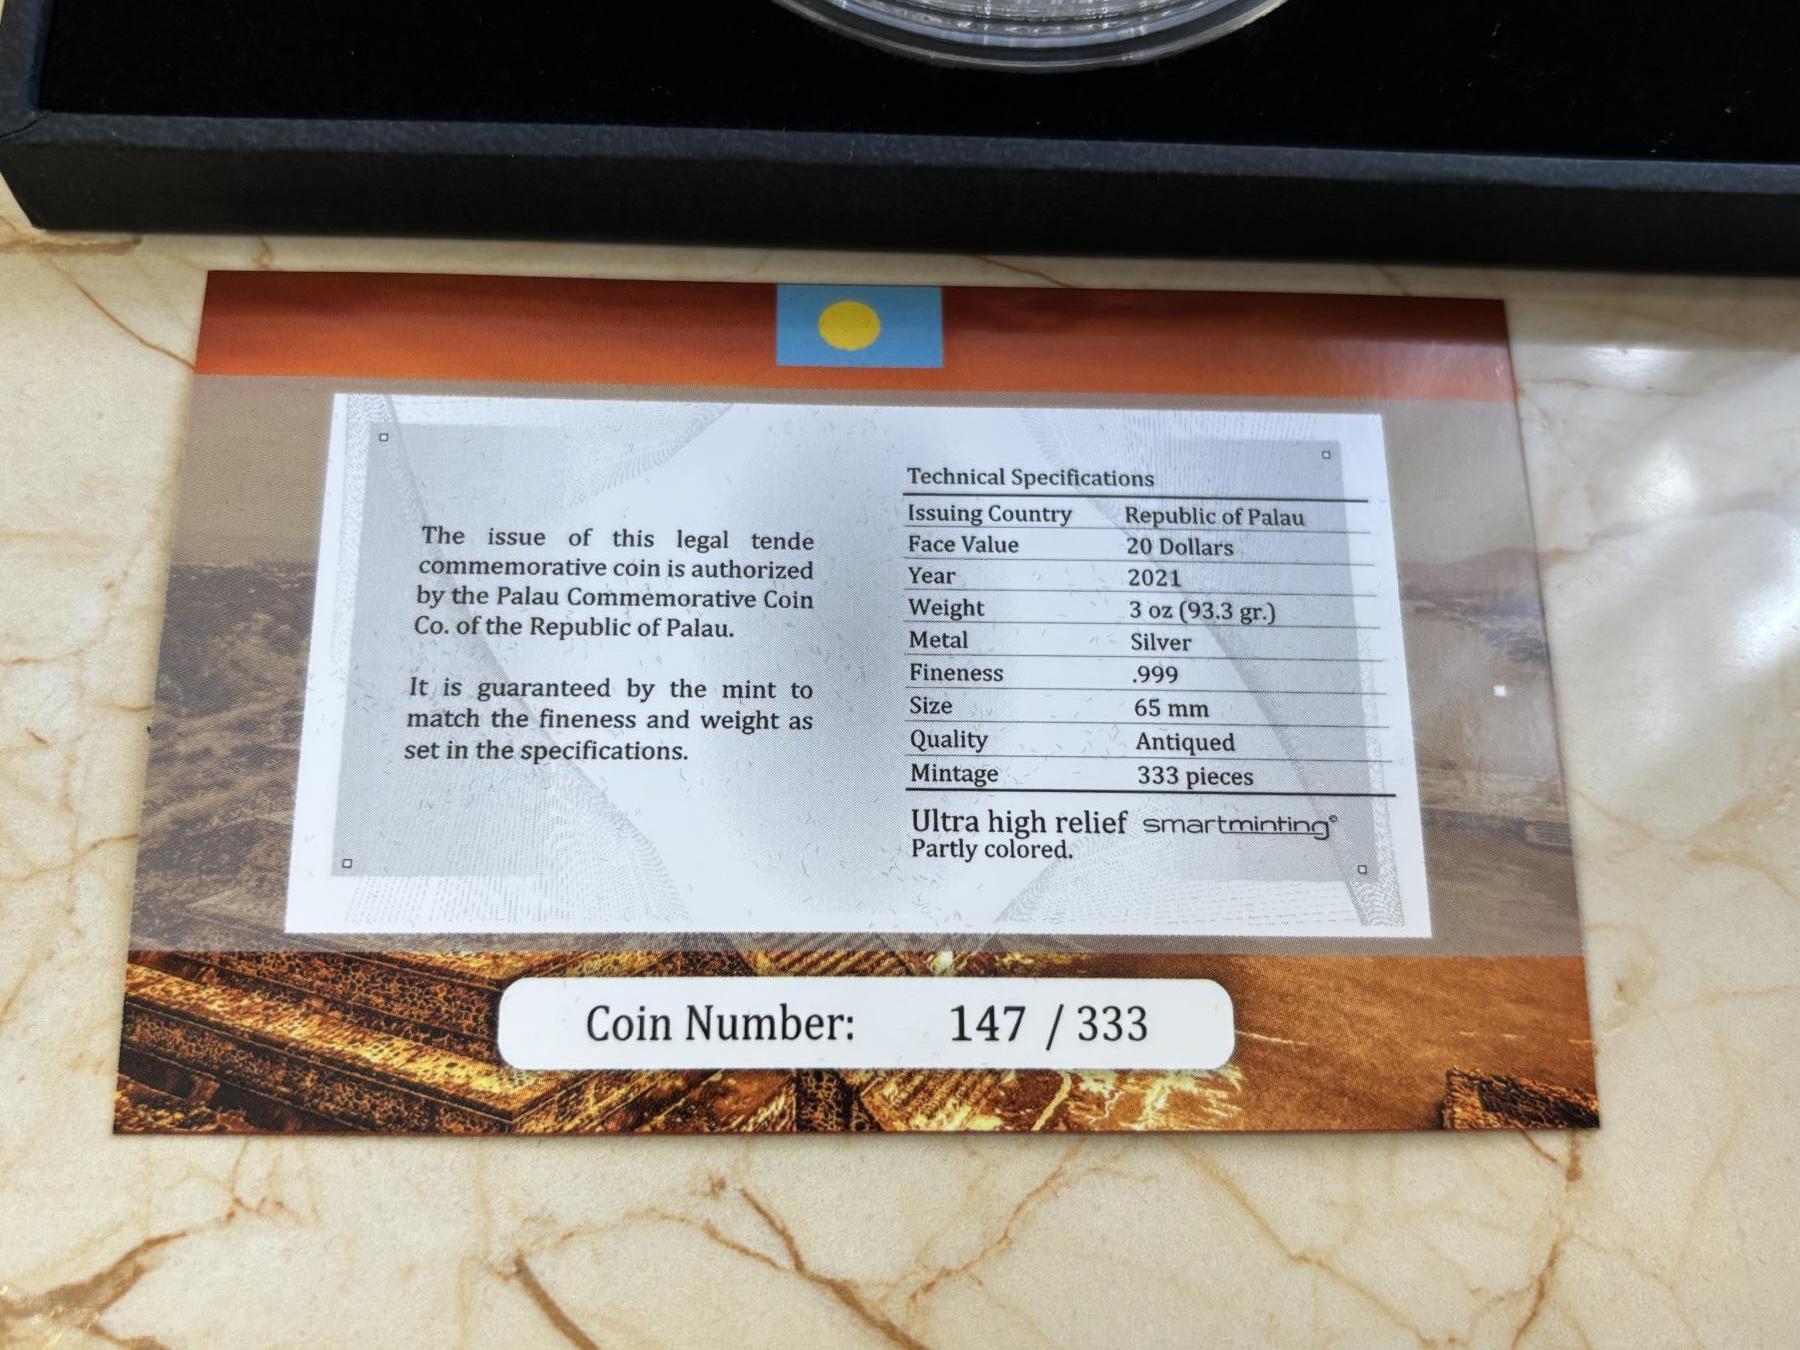 The issue of this legal tende
commemorative coin is authorized
by the Palau Commemorative Coin
Co. of the Republic of Palau.
It is guaranteed by the mint to
match the fineness and weight as
set in the specifications.
Technical Specifications
Issuing Country Republic of Palau
Face Value 20 Dollars
Year 2021
Weight 3 oz (93.3 gr.)
Metal Silver
Fineness .999
Size 65 mm
Quality Antiqued
Mintage 333 pieces
Ultra high relief smartminting®
Partly colored.
Coin Number: 147 / 333